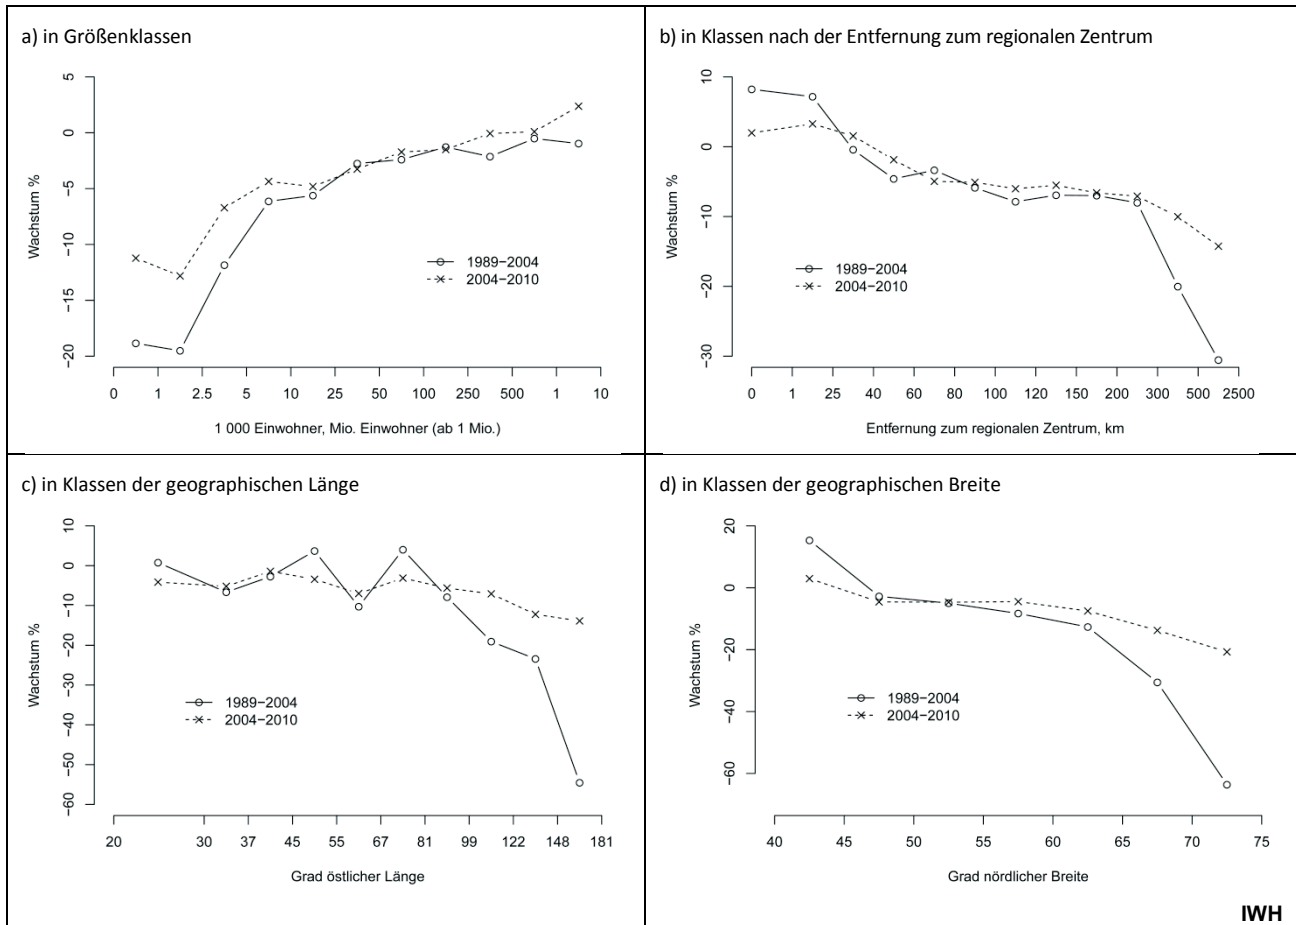 a) in Größenklassen
5
0
−5
−10
−15
−20
Wachstum %
1989−2004
2004−2010
0 1 2.5 5 10 25 50 100 250 500 1 10
1 000 Einwohner, Mio. Einwohner (ab 1 Mio.)
b) in Klassen nach der Entfernung zum regionalen Zentrum
10
0
−10
−20
−30
Wachstum %
1989−2004
2004−2010
0 1 25 40 60 80 100 120 150 200 300 500 2500
Entfernung zum regionalen Zentrum, km
c) in Klassen der geographischen Länge
10
0
−10
−20
−30
−40
−50
−60
Wachstum %
1989−2004
2004−2010
20 30 37 45 55 67 81 99 122 148 181
Grad östlicher Länge
d) in Klassen der geographischen Breite
20
0
−20
−40
−60
Wachstum %
1989−2004
2004−2010
40 45 50 55 60 65 70 75
Grad nördlicher Breite
IWH